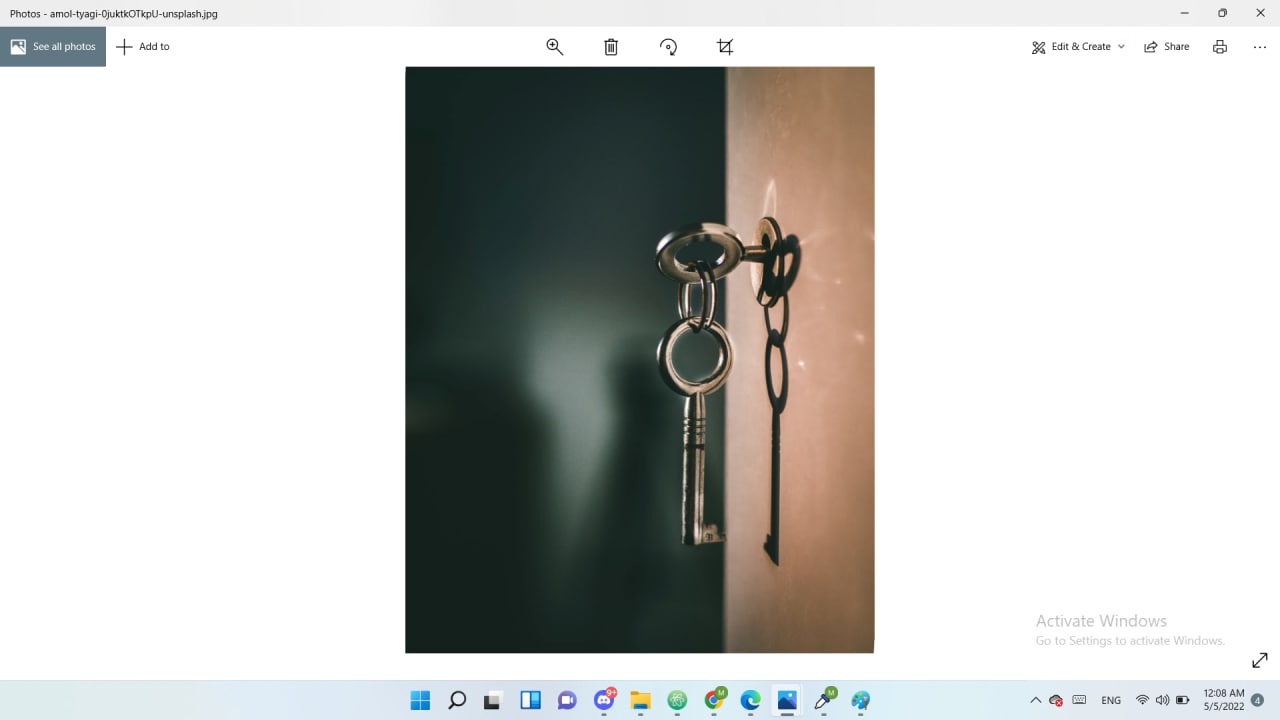 Photos - amol-tyagi-0juktkOTkpU-unsplash.jpg
See all photos
Add to
Edit & Create
Share
Activate Windows
Go to Settings to activate Windows.
9+
M
M
ENG
12:08 AM
5/5/2022
4